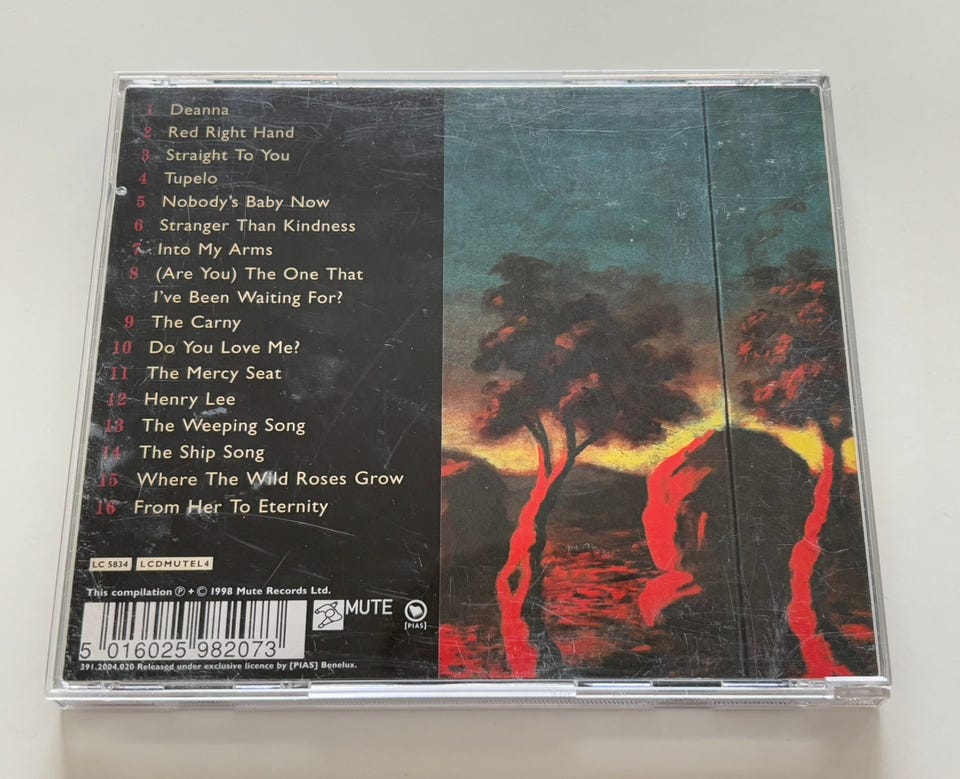 1 Deanna
2 Red Right Hand
3 Straight To You
4 Tupelo
5 Nobody's Baby Now
6 Stranger Than Kindness
7 Into My Arms
8 (Are You) The One That
I've Been Waiting For?
9 The Carny
10 Do You Love Me?
11 The Mercy Seat
12 Henry Lee
13 The Weeping Song
14 The Ship Song
15 Where The Wild Roses Grow
16 From Her To Eternity
LC 5834 LCDMUTEL4
This compilation ℗ + © 1998 Mute Records Ltd.
MUTE
[PIAS]
5 016025 982073
391.2004.020 Released under exclusive licence by [PIAS] Benelux.